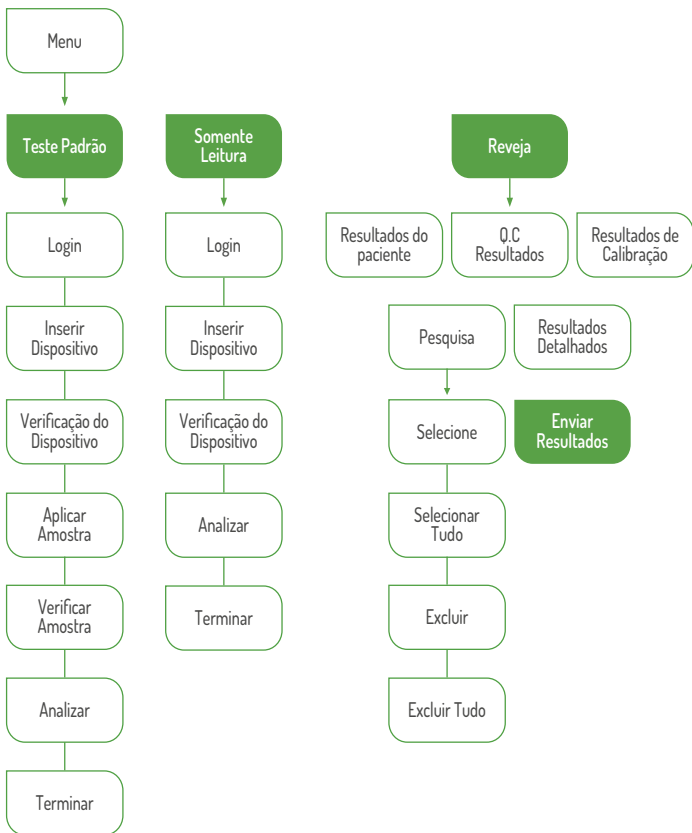 Menu
Teste Padrão
Somente
Leitura
Reveja
Login
Login
Resultados do
paciente
Q.C
Resultados
Resultados de
Calibração
Inserir
Dispositivo
Inserir
Dispositivo
Pesquisa
Resultados
Detalhados
Verificação do
Dispositivo
Verificação do
Dispositivo
Selecione
Enviar
Resultados
Aplicar
Amostra
Analizar
Selecionar
Tudo
Verificar
Amostra
Terminar
Excluir
Analizar
Excluir Tudo
Terminar